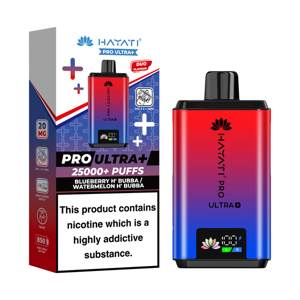 HAYATI
PRO ULTRA+
DUO
20
MG
PRO ULTRA+
25000+ PUFFS
BLUEBERRY H' BUBBA /
WATERMELON H' BUBBA
This product contains
nicotine which is a
highly addictive
substance.
HAYATI PRO
ULTRA+
100